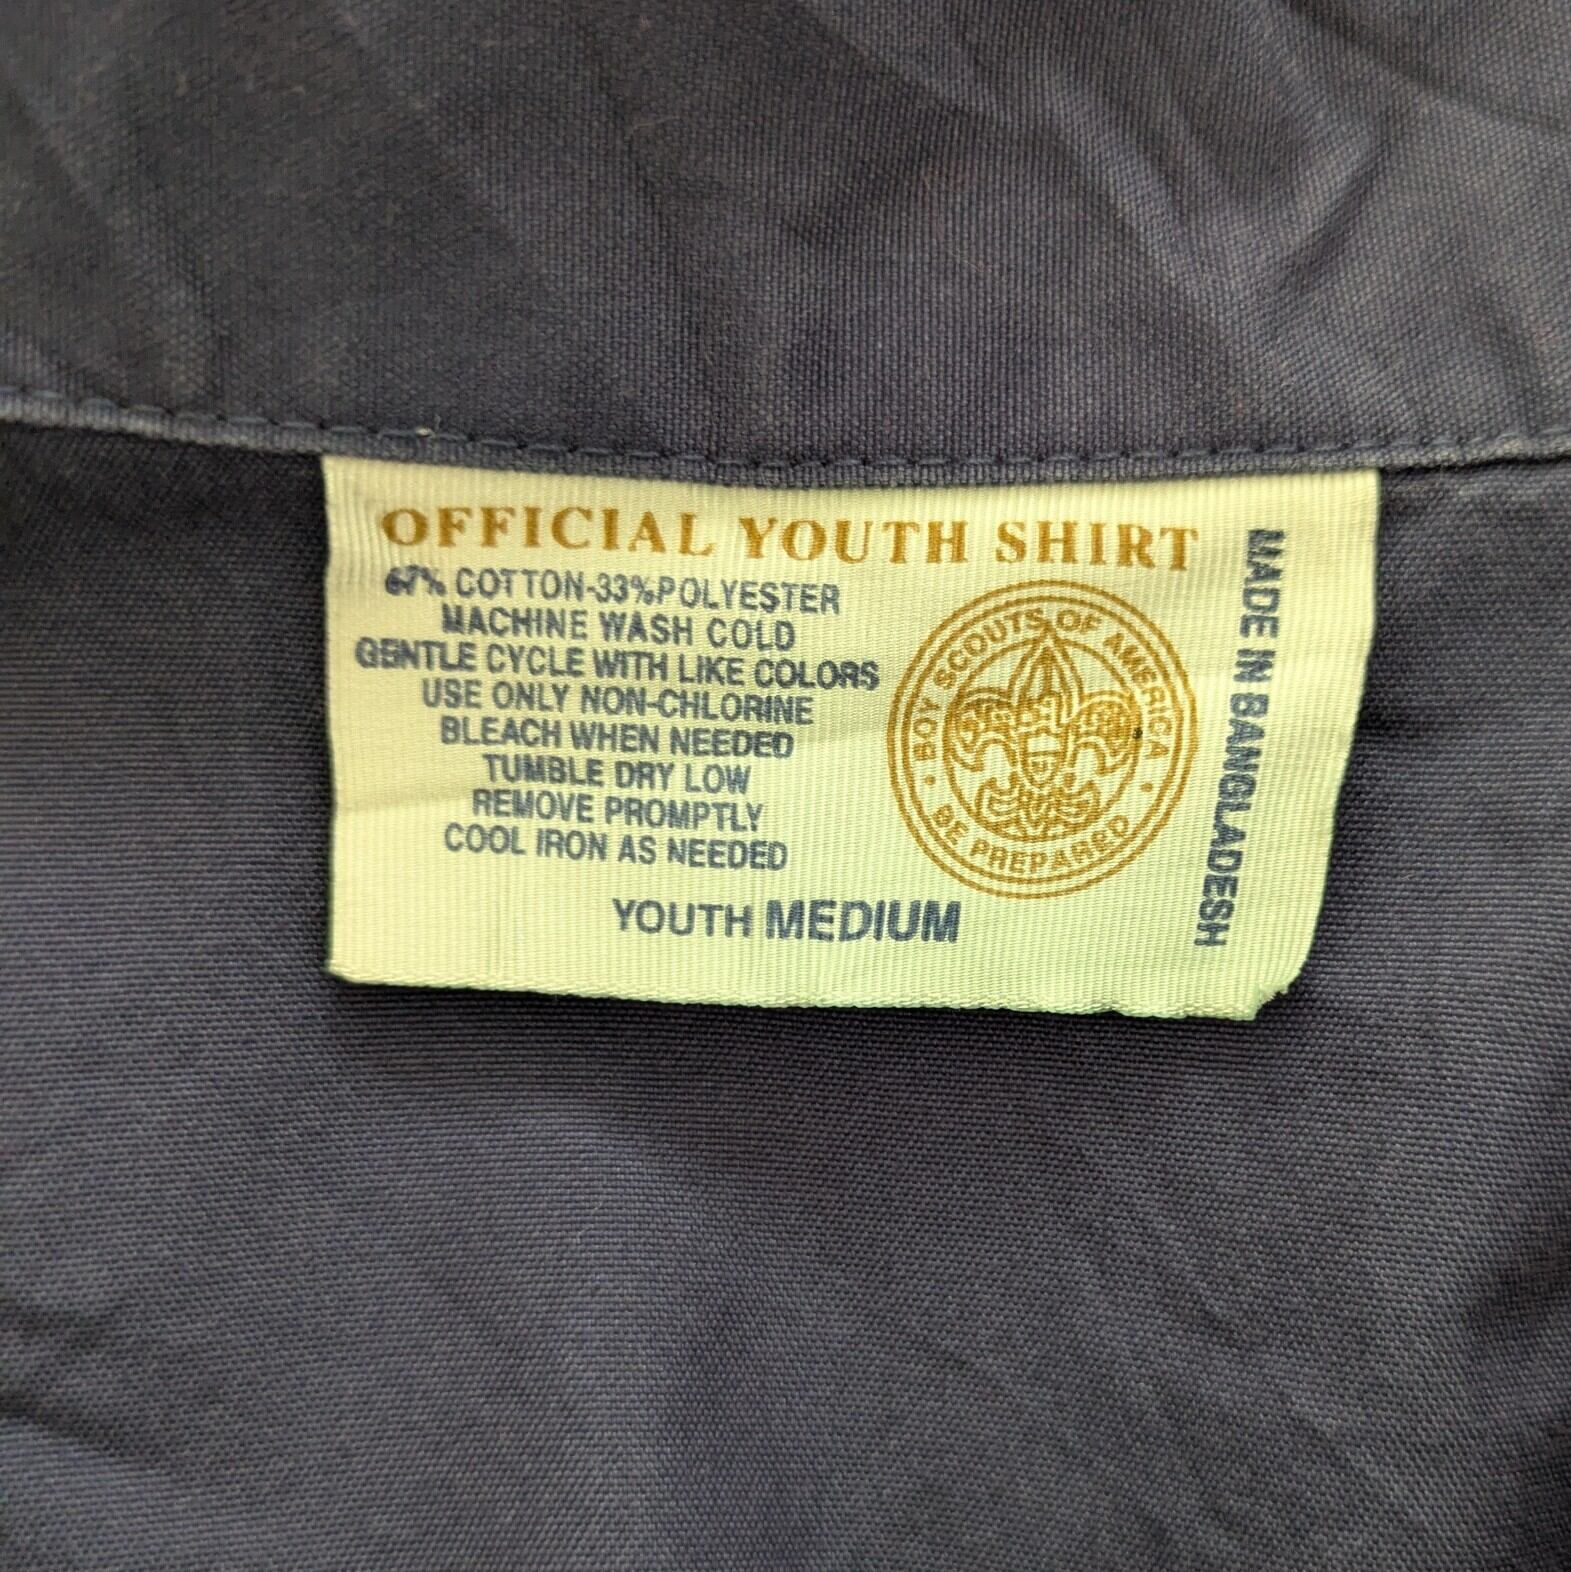 OFFICIAL YOUTH SHIRT
67% COTTON-33%POLYESTER
MACHINE WASH COLD
GENTLE CYCLE WITH LIKE COLORS
USE ONLY NON-CHLORINE
BLEACH WHEN NEEDED
TUMBLE DRY LOW
REMOVE PROMPTLY
COOL IRON AS NEEDED
YOUTH MEDIUM
• BOY SCOUTS OF AMERICA •
BE PREPARED
MADE IN BANGLADESH